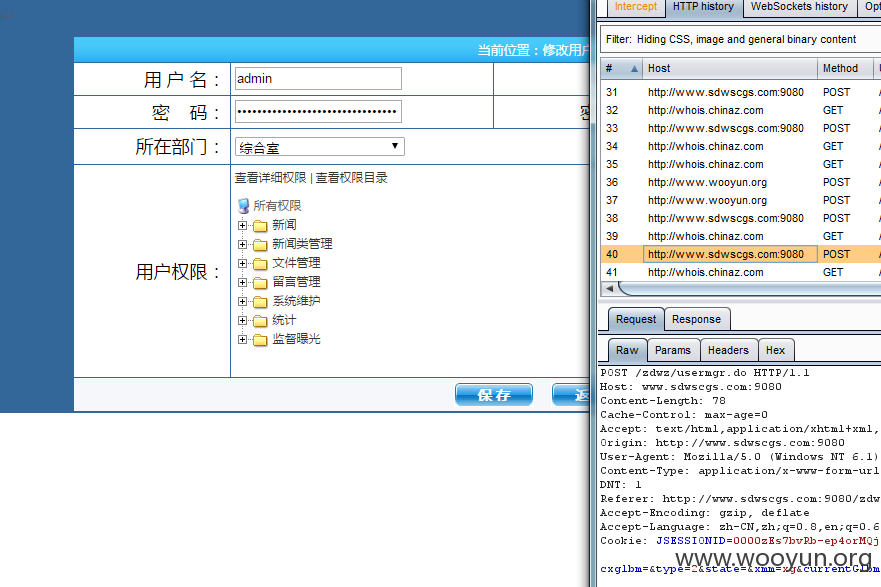 当前位置：修改用户
用 户 名：
admin
密 码：
所在部门：
综合室
查看详细权限 | 查看权限目录
用户权限：
所有权限
新闻
新闻类管理
文件管理
留言管理
系统维护
统计
监督曝光
保 存
返
Intercept
HTTP history
WebSockets history
Opt
Filter: Hiding CSS, image and general binary content
# Host Method
31 http://www.sdwscgs.com:9080 POST
32 http://whois.chinaz.com GET
33 http://www.sdwscgs.com:9080 POST
34 http://whois.chinaz.com GET
35 http://whois.chinaz.com GET
36 http://www.wooyun.org POST
37 http://www.wooyun.org POST
38 http://www.sdwscgs.com:9080 POST
39 http://whois.chinaz.com GET
40 http://www.sdwscgs.com:9080 POST
41 http://whois.chinaz.com GET
Request Response
Raw Params Headers Hex
POST /zdwz/usermgr.do HTTP/1.1
Host: www.sdwscgs.com:9080
Content-Length: 78
Cache-Control: max-age=0
Accept: text/html,application/xhtml+xml,
Origin: http://www.sdwscgs.com:9080
User-Agent: Mozilla/5.0 (Windows NT 6.1)
Content-Type: application/x-www-form-url
DNT: 1
Referer: http://www.sdwscgs.com:9080/zdw
Accept-Encoding: gzip, deflate
Accept-Language: zh-CN,zh;q=0.8,en;q=0.6
Cookie: JSESSIONID=0000zEs7bvRb-ep4orMQj
www.wooyun.org
cxglbm=&type=2&state=&xmm=xg&currentGlbm